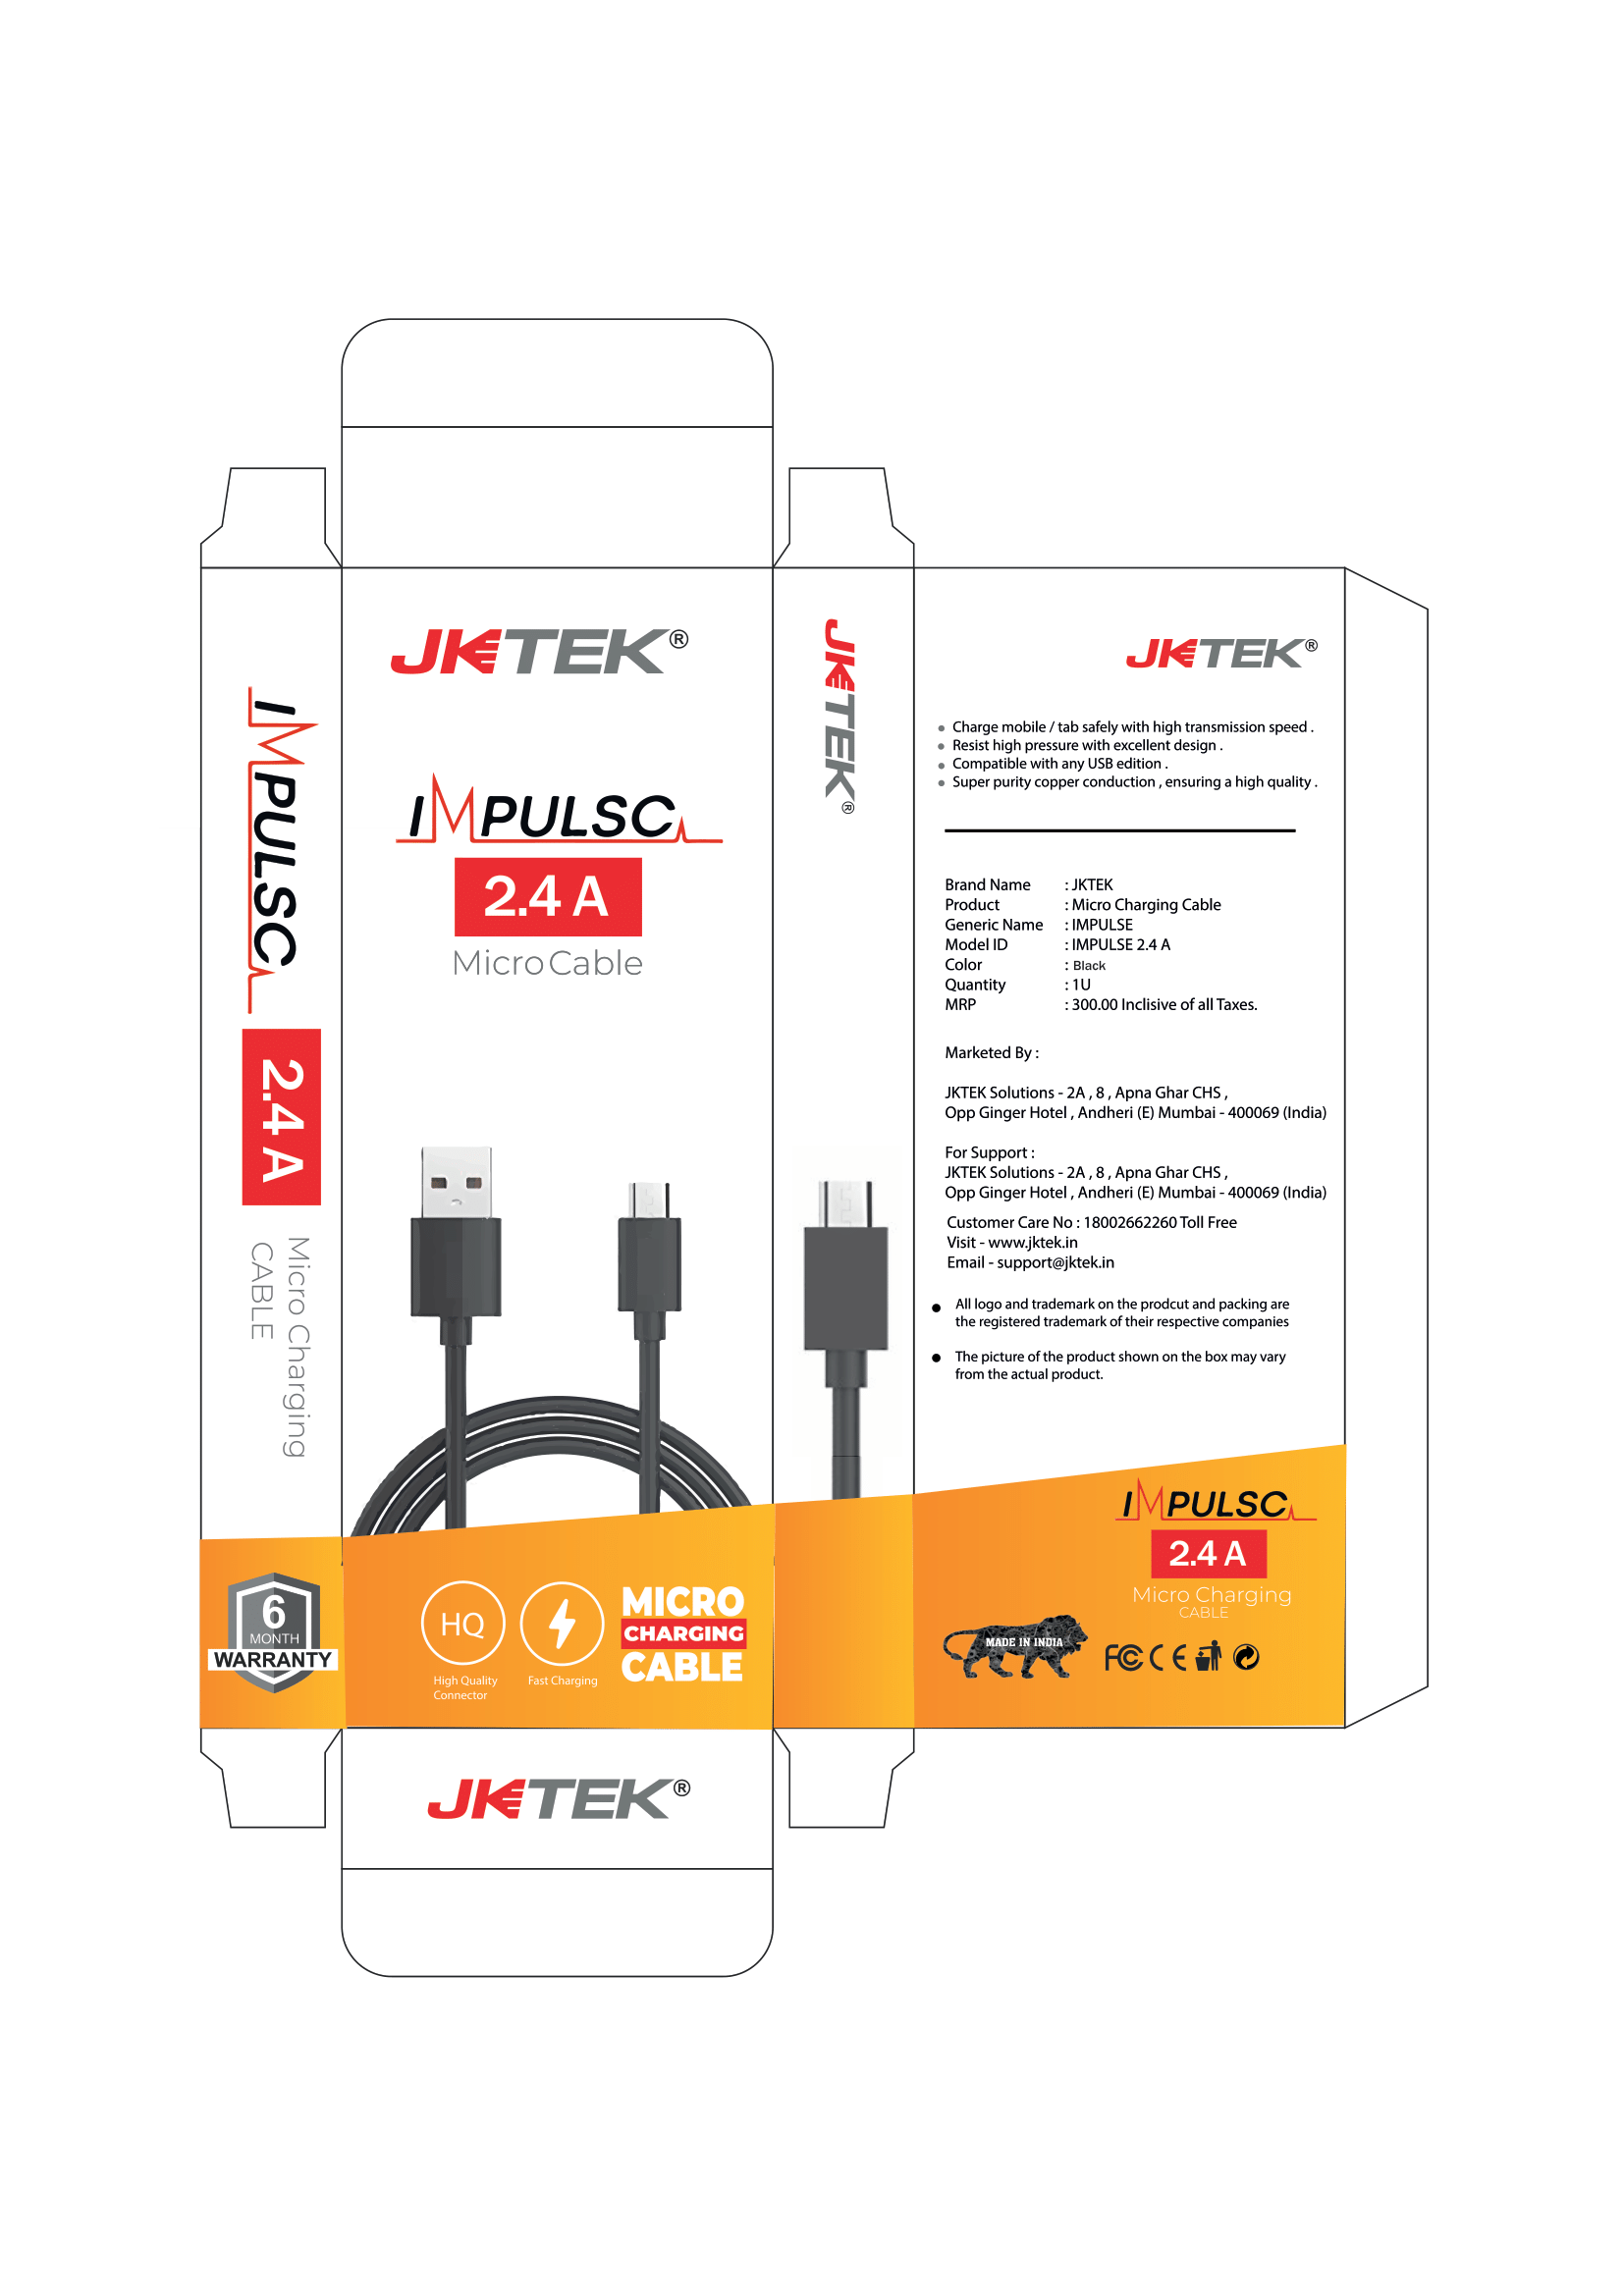 IMPULSC
2.4 A
Micro Charging
CABLE
6
MONTH
WARRANTY
JKTEK®
IMPULSC
2.4 A
Micro Cable
HQ
High Quality
Connector
Fast Charging
MICRO
CHARGING
CABLE
JKTEK®
JKTEK®
JKTEK®
Charge mobile / tab safely with high transmission speed .
Resist high pressure with excellent design .
Compatible with any USB edition .
Super purity copper conduction , ensuring a high quality .
Brand Name : JKTEK
Product : Micro Charging Cable
Generic Name : IMPULSE
Model ID : IMPULSE 2.4 A
Color : Black
Quantity : 1U
MRP : 300.00 Inclisive of all Taxes.
Marketed By :
JKTEK Solutions - 2A , 8 , Apna Ghar CHS ,
Opp Ginger Hotel , Andheri (E) Mumbai - 400069 (India)
For Support :
JKTEK Solutions - 2A , 8 , Apna Ghar CHS ,
Opp Ginger Hotel , Andheri (E) Mumbai - 400069 (India)
Customer Care No : 18002662260 Toll Free
Visit - www.jktek.in
Email - support@jktek.in
All logo and trademark on the prodcut and packing are
the registered trademark of their respective companies
The picture of the product shown on the box may vary
from the actual product.
IMPULSC
2.4 A
Micro Charging
CABLE
MADE IN INDIA
FC CE